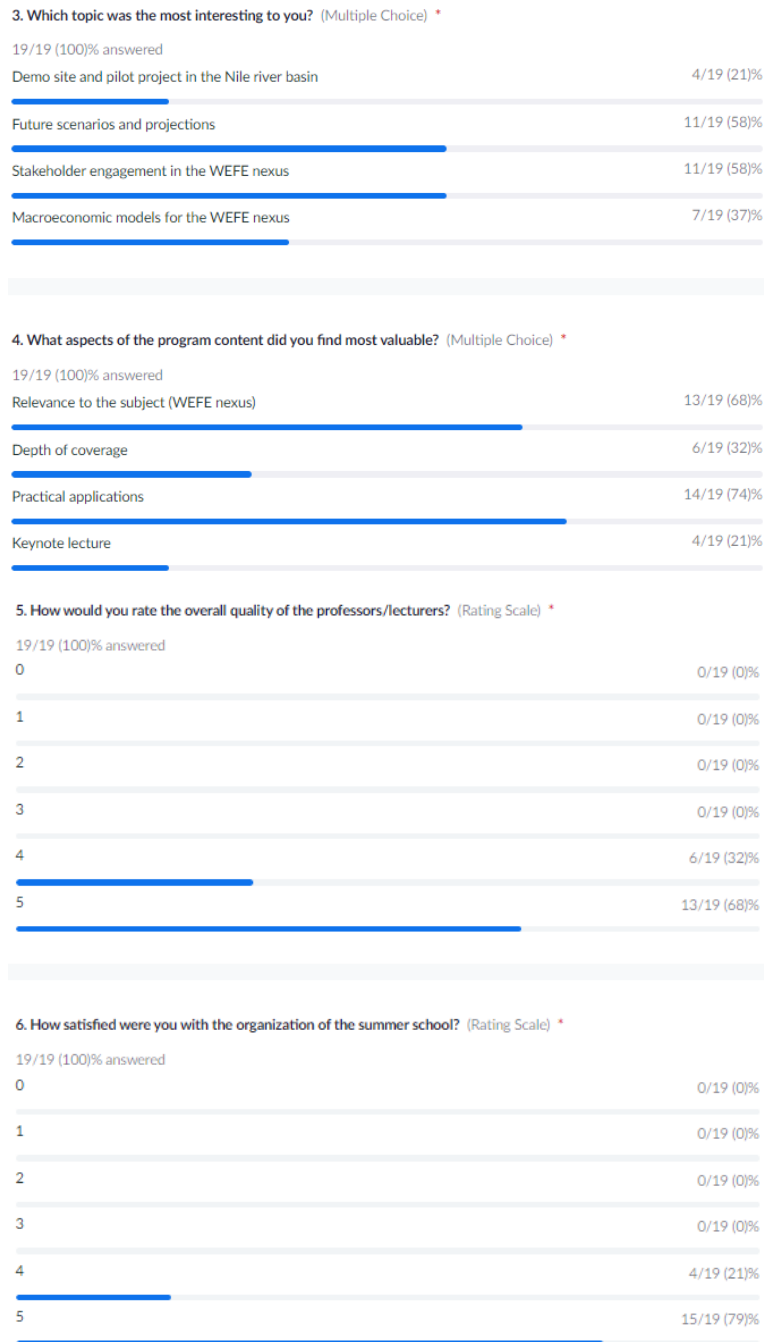 3. Which topic was the most interesting to you? (Multiple Choice) *
19/19 (100)% answered
Demo site and pilot project in the Nile river basin 4/19 (21)%
Future scenarios and projections 11/19 (58)%
Stakeholder engagement in the WEFE nexus 11/19 (58)%
Macroeconomic models for the WEFE nexus 7/19 (37)%
4. What aspects of the program content did you find most valuable? (Multiple Choice) *
19/19 (100)% answered
Relevance to the subject (WEFE nexus) 13/19 (68)%
Depth of coverage 6/19 (32)%
Practical applications 14/19 (74)%
Keynote lecture 4/19 (21)%
5. How would you rate the overall quality of the professors/lecturers? (Rating Scale) *
19/19 (100)% answered
0 0/19 (0)%
1 0/19 (0)%
2 0/19 (0)%
3 0/19 (0)%
4 6/19 (32)%
5 13/19 (68)%
6. How satisfied were you with the organization of the summer school? (Rating Scale) *
19/19 (100)% answered
0 0/19 (0)%
1 0/19 (0)%
2 0/19 (0)%
3 0/19 (0)%
4 4/19 (21)%
5 15/19 (79)%